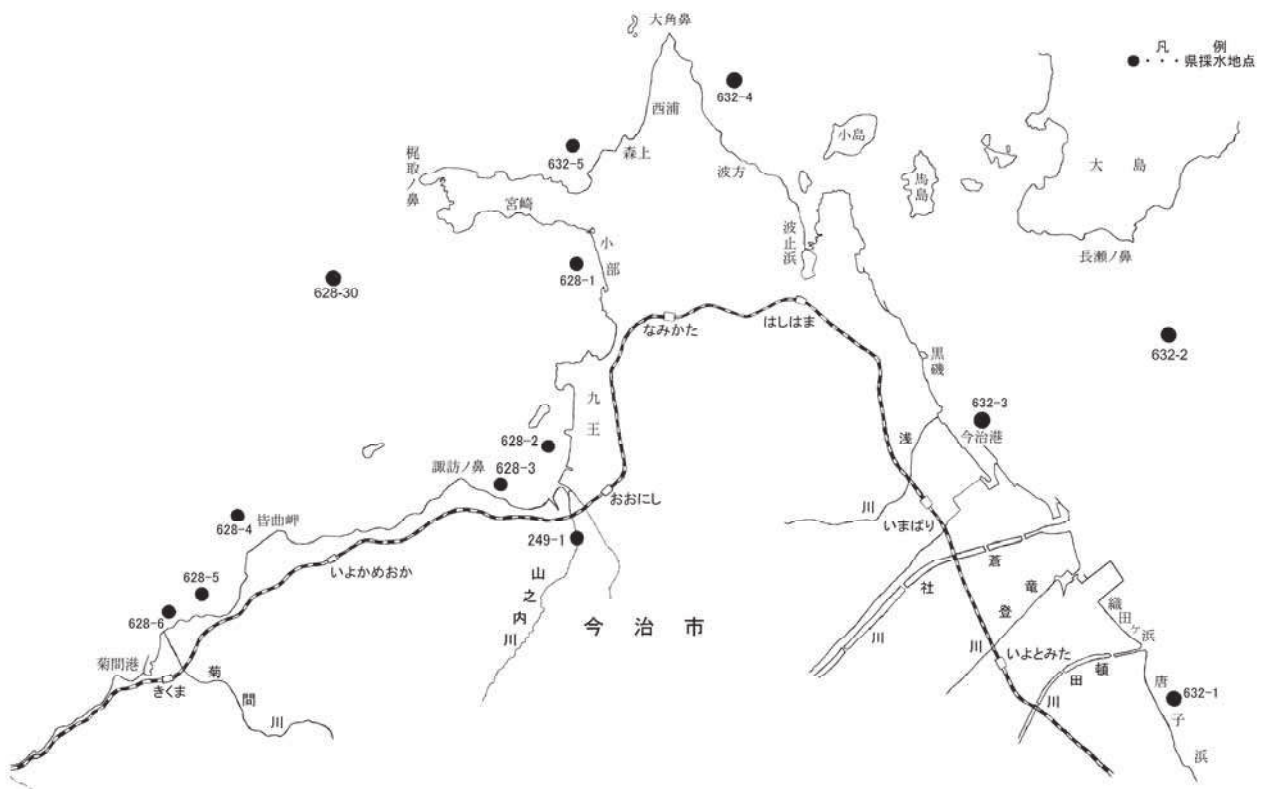 大角鼻
凡例
●・・・県採水地点
632-4
西浦
小島
632-5
森上
梶取ノ鼻
波方
馬島
大島
宮崎
小部
波止浜
長瀬ノ鼻
628-1
628-30
なみかた
はしはま
黒磯
632-2
九王
632-3
浅川
今治港
628-2
諏訪ノ鼻
628-3
おおにし
628-4
皆曲岬
249-1
いまばり
いよかめおか
山之内川
蒼社川
竜登川
628-5
今治市
織田ヶ浜
628-6
菊間港
きくま
菊間川
いよとみた
頓田川
唐子浜
632-1